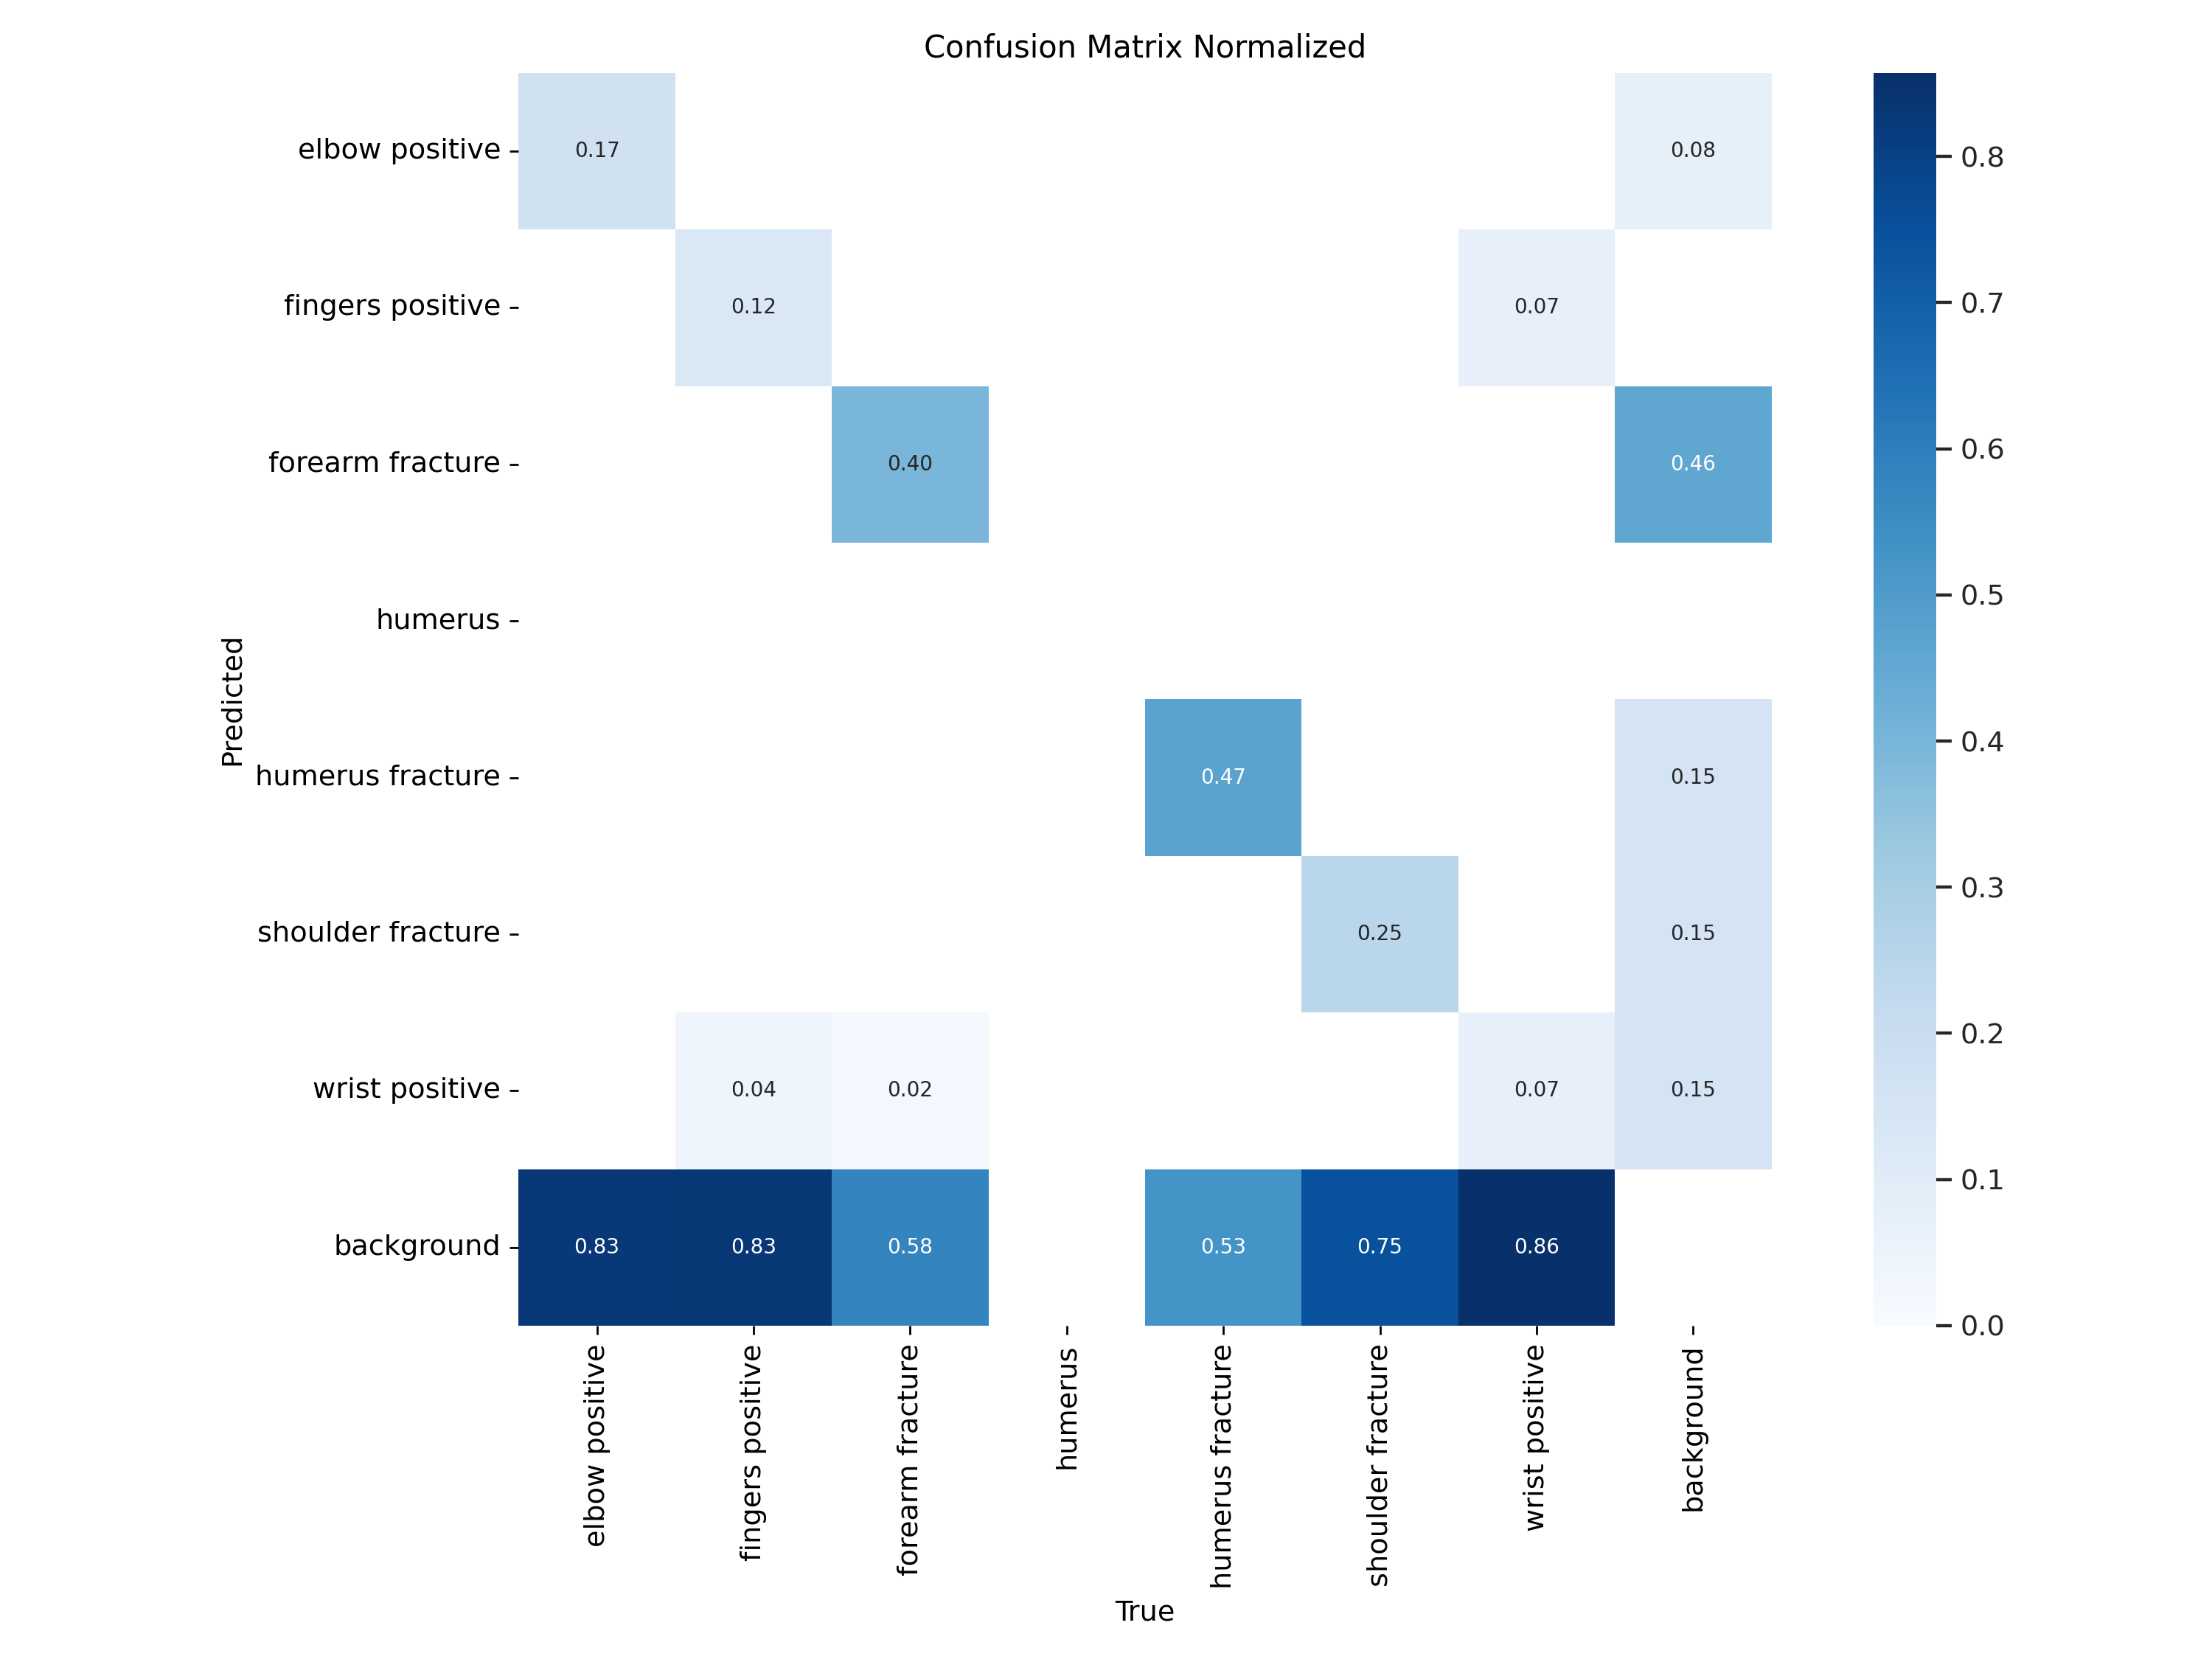 Confusion Matrix Normalized
elbow positive 0.17 0.08
0.8
fingers positive 0.12 0.07
0.7
forearm fracture 0.40 0.46
0.6
humerus
0.5
Predicted
0.4
humerus fracture 0.47 0.15
0.3
shoulder fracture 0.25 0.15
0.2
wrist positive 0.04 0.02 0.07 0.15
0.1
background 0.83 0.83 0.58 0.53 0.75 0.86
0.0
elbow positive
fingers positive
forearm fracture
humerus
humerus fracture
shoulder fracture
wrist positive
background
True